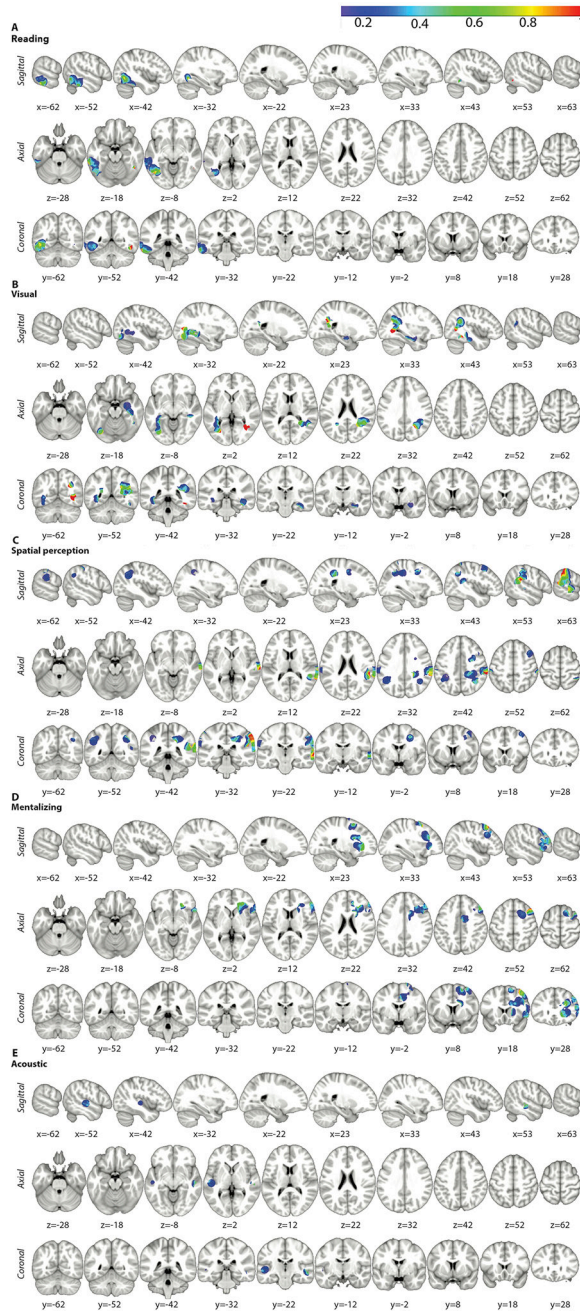 0.2 0.4 0.6 0.8
A
Reading
Sagittal
x=-62 x=-52 x=-42 x=-32 x=-22 x=23 x=33 x=43 x=53 x=63
Axial
z=-28 z=-18 z=-8 z=2 z=12 z=22 z=32 z=42 z=52 z=62
Coronal
y=-62 y=-52 y=-42 y=-32 y=-22 y=-12 y=-2 y=8 y=18 y=28
B
Visual
Sagittal
x=-62 x=-52 x=-42 x=-32 x=-22 x=23 x=33 x=43 x=53 x=63
Axial
z=-28 z=-18 z=-8 z=2 z=12 z=22 z=32 z=42 z=52 z=62
Coronal
y=-62 y=-52 y=-42 y=-32 y=-22 y=-12 y=-2 y=8 y=18 y=28
C
Spatial perception
Sagittal
x=-62 x=-52 x=-42 x=-32 x=-22 x=23 x=33 x=43 x=53 x=63
Axial
z=-28 z=-18 z=-8 z=2 z=12 z=22 z=32 z=42 z=52 z=62
Coronal
y=-62 y=-52 y=-42 y=-32 y=-22 y=-12 y=-2 y=8 y=18 y=28
D
Mentalizing
Sagittal
x=-62 x=-52 x=-42 x=-32 x=-22 x=23 x=33 x=43 x=53 x=63
Axial
z=-28 z=-18 z=-8 z=2 z=12 z=22 z=32 z=42 z=52 z=62
Coronal
y=-62 y=-52 y=-42 y=-32 y=-22 y=-12 y=-2 y=8 y=18 y=28
E
Acoustic
Sagittal
x=-62 x=-52 x=-42 x=-32 x=-22 x=23 x=33 x=43 x=53 x=63
Axial
z=-28 z=-18 z=-8 z=2 z=12 z=22 z=32 z=42 z=52 z=62
Coronal
y=-62 y=-52 y=-42 y=-32 y=-22 y=-12 y=-2 y=8 y=18 y=28